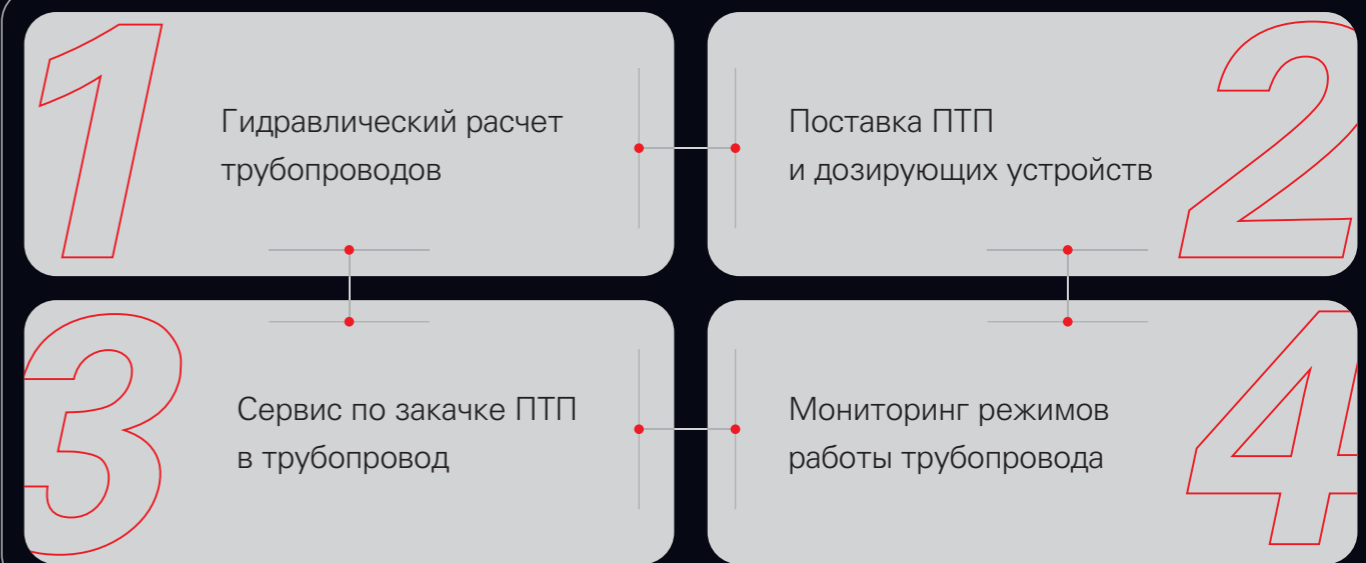 1
Гидравлический расчет
трубопроводов
2
Поставка ПТП
и дозирующих устройств
3
Сервис по закачке ПТП
в трубопровод
4
Мониторинг режимов
работы трубопровода